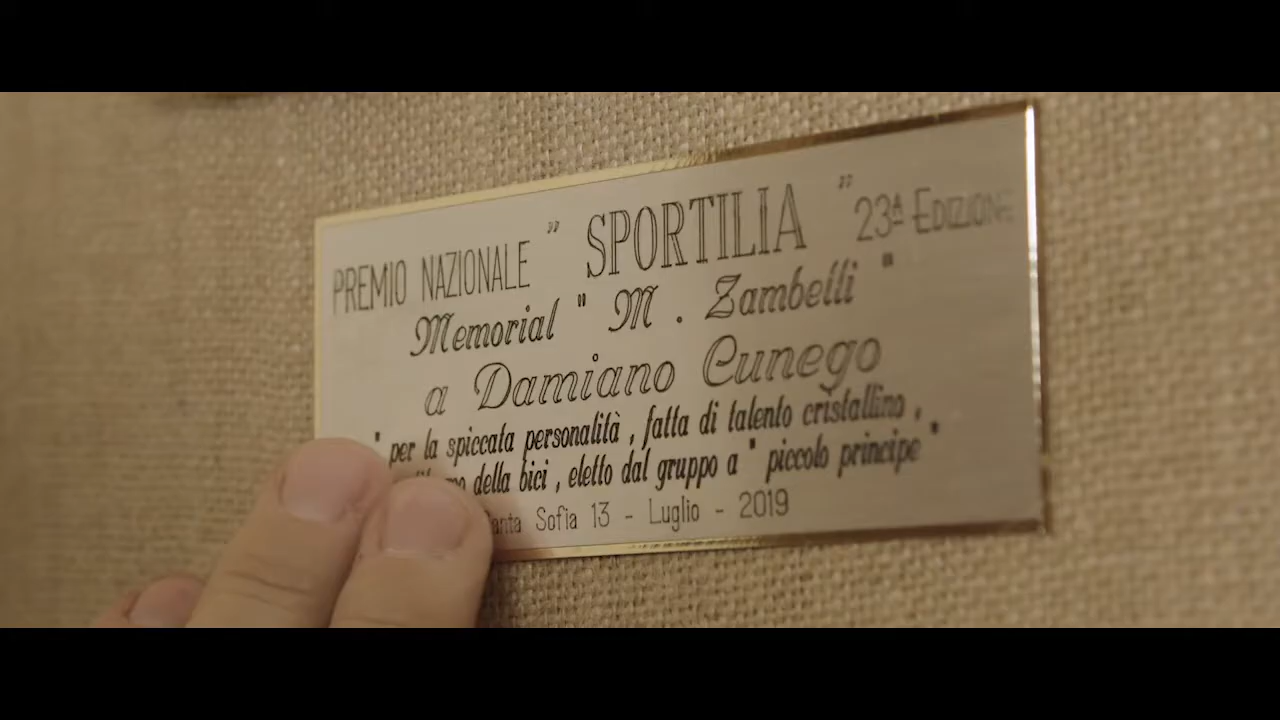 PREMIO NAZIONALE " SPORTILIA " 23ª EDIZIONE
Memorial " M . Zambelli "
a Damiano Cunego
" per la spiccata personalità , fatta di talento cristallino ,
della bici , eletto dal gruppo a " piccolo principe "
Sofia 13 - Luglio - 2019